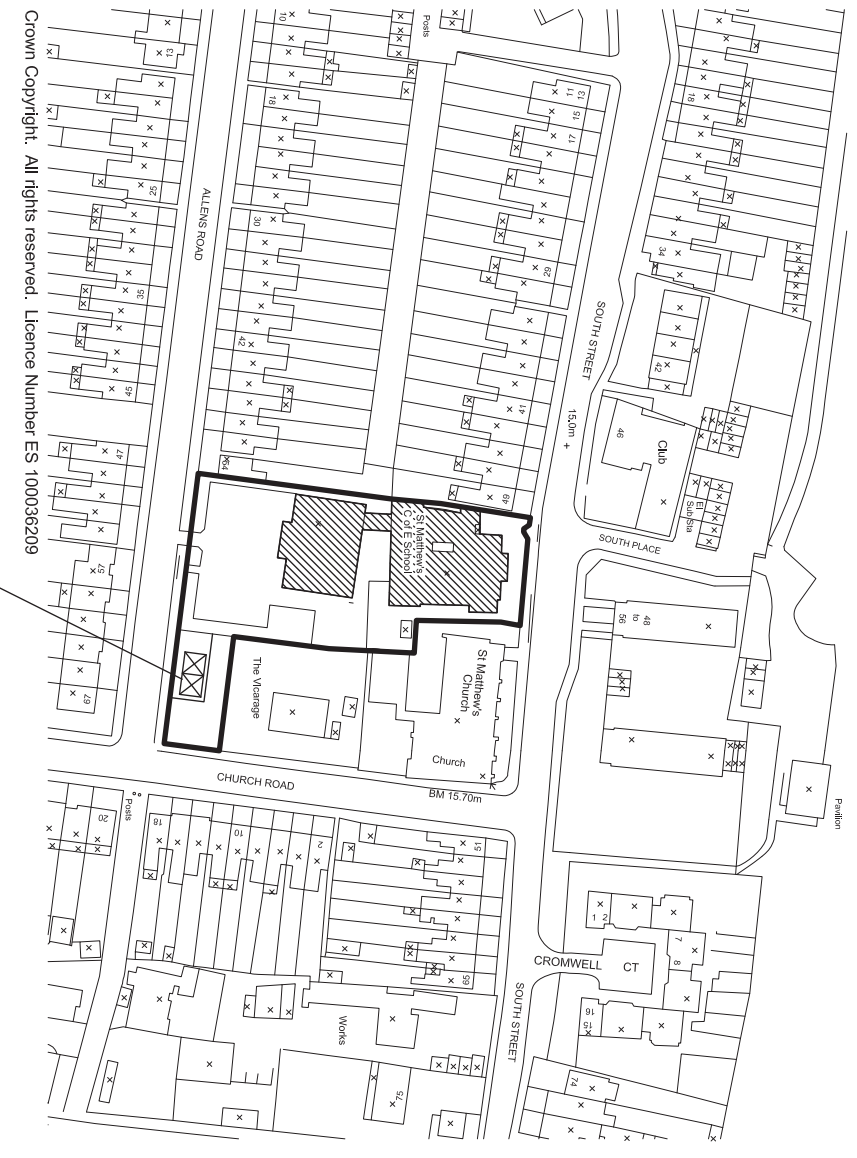 Crown Copyright. All rights reserved. Licence Number ES 100036209
13
25
35
45
47
57
67
ALLENS ROAD
10
18
30
42
54
Posts
11
13
15
17
29
41
49
SOUTH STREET
15.0m +
18
34
42
46
Club
El
Sub Sta
SOUTH PLACE
48
to
56
St Matthew's
C of E School
St Matthew's
Church
Church
The Vicarage
CHURCH ROAD
BM 15.70m
Pavilion
Posts
20
18
10
2
51
69
Works
75
SOUTH STREET
CROMWELL CT
1 2
7
8
16
15
74